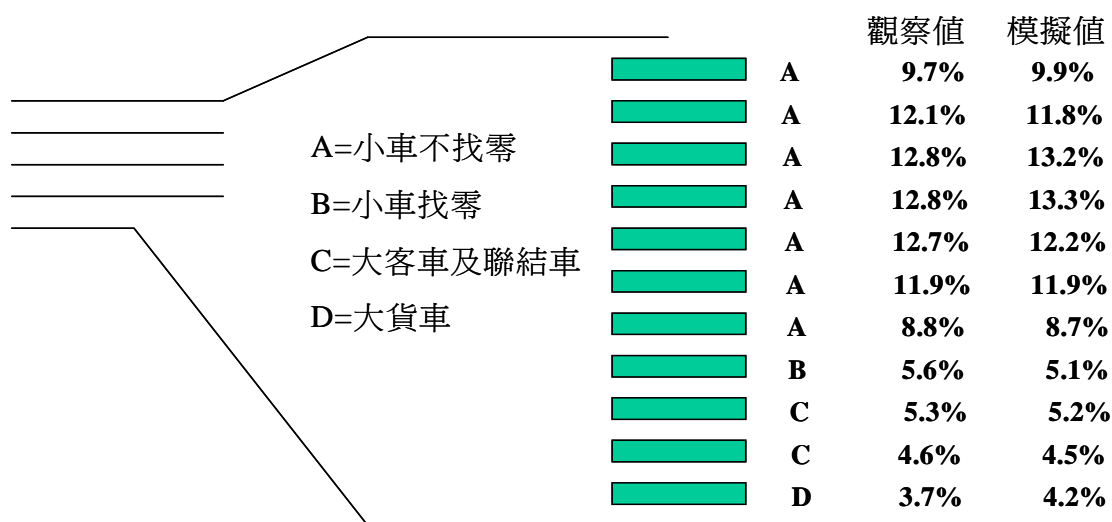 觀察值 模擬值
A 9.7% 9.9%
A 12.1% 11.8%
A 12.8% 13.2%
A 12.8% 13.3%
A 12.7% 12.2%
A 11.9% 11.9%
A 8.8% 8.7%
B 5.6% 5.1%
C 5.3% 5.2%
C 4.6% 4.5%
D 3.7% 4.2%
A=小車不找零
B=小車找零
C=大客車及聯結車
D=大貨車